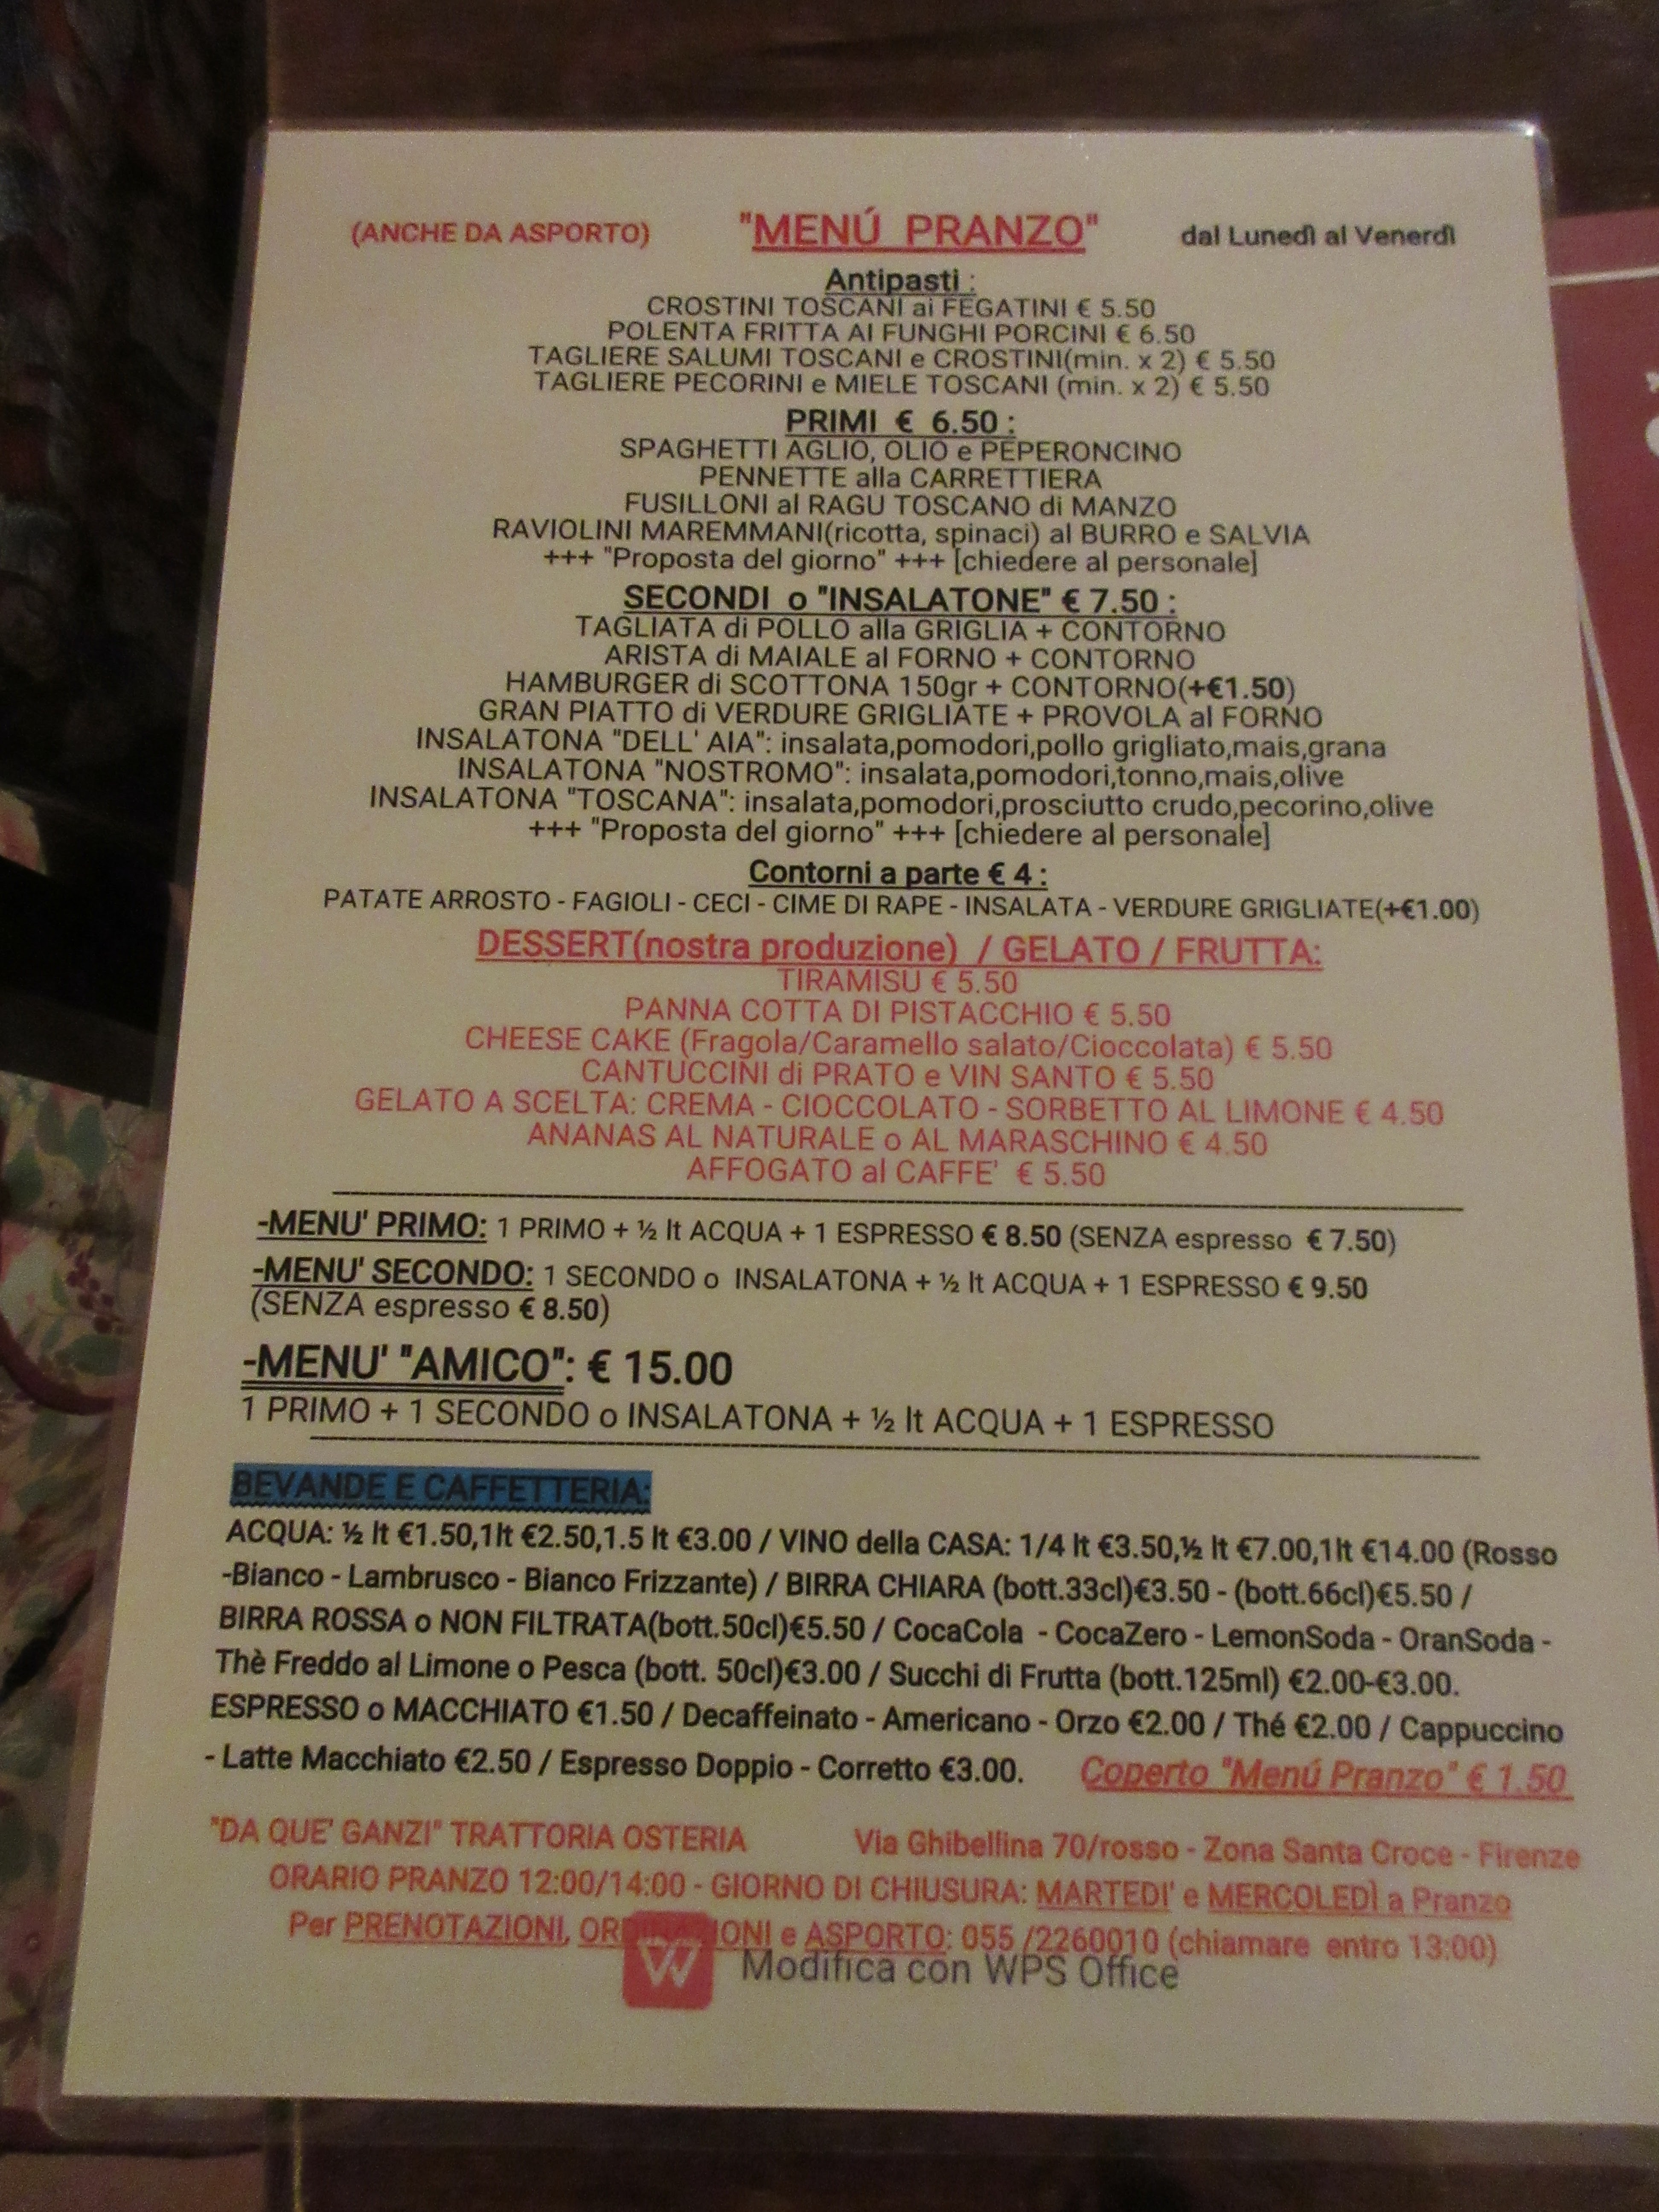 (ANCHE DA ASPORTO) "MENÚ PRANZO" dal Lunedì al Venerdì
Antipasti :
CROSTINI TOSCANI ai FEGATINI € 5.50
POLENTA FRITTA AI FUNGHI PORCINI € 6.50
TAGLIERE SALUMI TOSCANI e CROSTINI(min. x 2) € 5.50
TAGLIERE PECORINI e MIELE TOSCANI (min. x 2) € 5.50
PRIMI € 6.50 :
SPAGHETTI AGLIO, OLIO e PEPERONCINO
PENNETTE alla CARRETTIERA
FUSILLONI al RAGU TOSCANO di MANZO
RAVIOLINI MAREMMANI(ricotta, spinaci) al BURRO e SALVIA
+++ "Proposta del giorno" +++ [chiedere al personale]
SECONDI o "INSALATONE" € 7.50 :
TAGLIATA di POLLO alla GRIGLIA + CONTORNO
ARISTA di MAIALE al FORNO + CONTORNO
HAMBURGER di SCOTTONA 150gr + CONTORNO(+€1.50)
GRAN PIATTO di VERDURE GRIGLIATE + PROVOLA al FORNO
INSALATONA "DELL' AIA": insalata,pomodori,pollo grigliato,mais,grana
INSALATONA "NOSTROMO": insalata,pomodori,tonno,mais,olive
INSALATONA "TOSCANA": insalata,pomodori,prosciutto crudo,pecorino,olive
+++ "Proposta del giorno" +++ [chiedere al personale]
Contorni a parte € 4 :
PATATE ARROSTO - FAGIOLI - CECI - CIME DI RAPE - INSALATA - VERDURE GRIGLIATE(+€1.00)
DESSERT(nostra produzione) / GELATO / FRUTTA:
TIRAMISU € 5.50
PANNA COTTA DI PISTACCHIO € 5.50
CHEESE CAKE (Fragola/Caramello salato/Cioccolata) € 5.50
CANTUCCINI di PRATO e VIN SANTO € 5.50
GELATO A SCELTA: CREMA - CIOCCOLATO - SORBETTO AL LIMONE € 4.50
ANANAS AL NATURALE o AL MARASCHINO € 4.50
AFFOGATO al CAFFE' € 5.50
-MENU' PRIMO: 1 PRIMO + ½ lt ACQUA + 1 ESPRESSO € 8.50 (SENZA espresso € 7.50)
-MENU' SECONDO: 1 SECONDO o INSALATONA + ½ lt ACQUA + 1 ESPRESSO € 9.50
(SENZA espresso € 8.50)
-MENU' "AMICO": € 15.00
1 PRIMO + 1 SECONDO o INSALATONA + ½ lt ACQUA + 1 ESPRESSO
BEVANDE E CAFFETTERIA:
ACQUA: ½ lt €1.50,1lt €2.50,1.5 lt €3.00 / VINO della CASA: 1/4 lt €3.50,½ lt €7.00,1lt €14.00 (Rosso
-Bianco - Lambrusco - Bianco Frizzante) / BIRRA CHIARA (bott.33cl)€3.50 - (bott.66cl)€5.50 /
BIRRA ROSSA o NON FILTRATA(bott.50cl)€5.50 / CocaCola - CocaZero - LemonSoda - OranSoda -
Thè Freddo al Limone o Pesca (bott. 50cl)€3.00 / Succhi di Frutta (bott.125ml) €2.00-€3.00.
ESPRESSO o MACCHIATO €1.50 / Decaffeinato - Americano - Orzo €2.00 / Thé €2.00 / Cappuccino
- Latte Macchiato €2.50 / Espresso Doppio - Corretto €3.00. Coperto "Menú Pranzo" € 1.50
"DA QUE' GANZI" TRATTORIA OSTERIA Via Ghibellina 70/rosso - Zona Santa Croce - Firenze
ORARIO PRANZO 12:00/14:00 - GIORNO DI CHIUSURA: MARTEDI' e MERCOLEDÌ a Pranzo
Per PRENOTAZIONI, e ASPORTO: 055 /2260010 (chiamare entro 13:00)
W Modifica con WPS Office